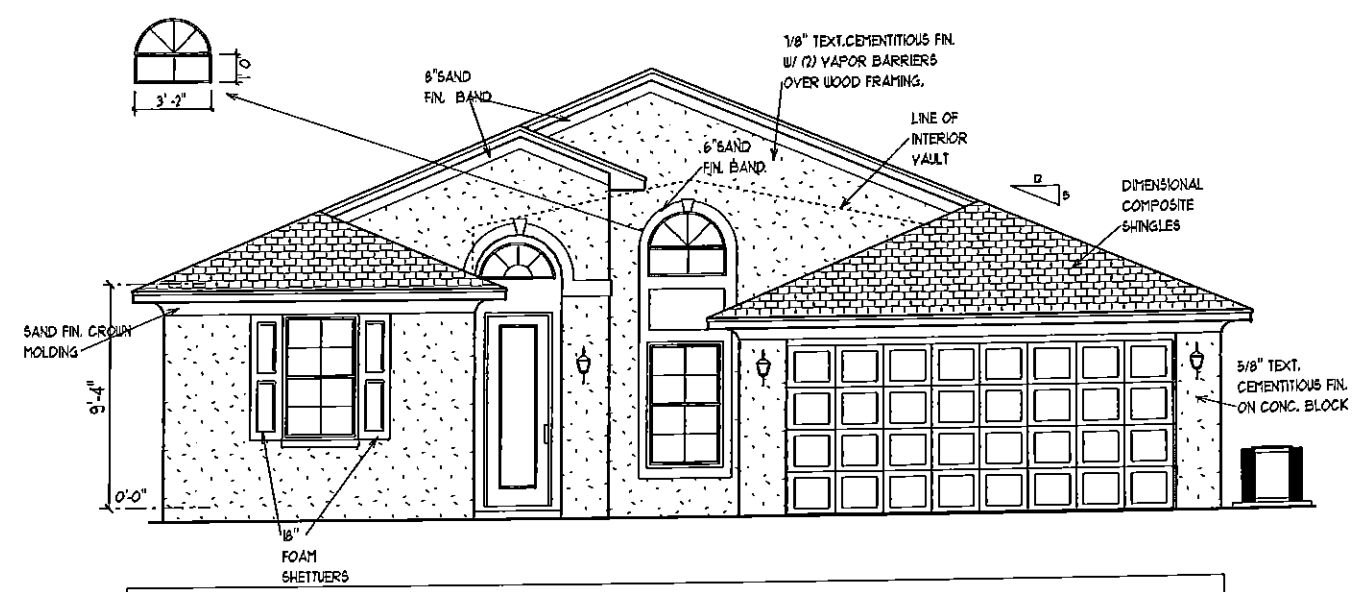 1'0"
3'-2"
8"SAND
FIN. BAND
7/8" TEXT.CEMENTITIOUS FIN.
W/ (2) VAPOR BARRIERS
OVER WOOD FRAMING.
LINE OF
INTERIOR
VAULT
6"SAND
FIN. BAND.
12
5
DIMENSIONAL
COMPOSITE
SHINGLES
SAND FIN. CROWN
MOLDING
9'-4"
0'-0"
5/8" TEXT.
CEMENTITIOUS FIN.
ON CONC. BLOCK
18"
FOAM
SHETTUERS